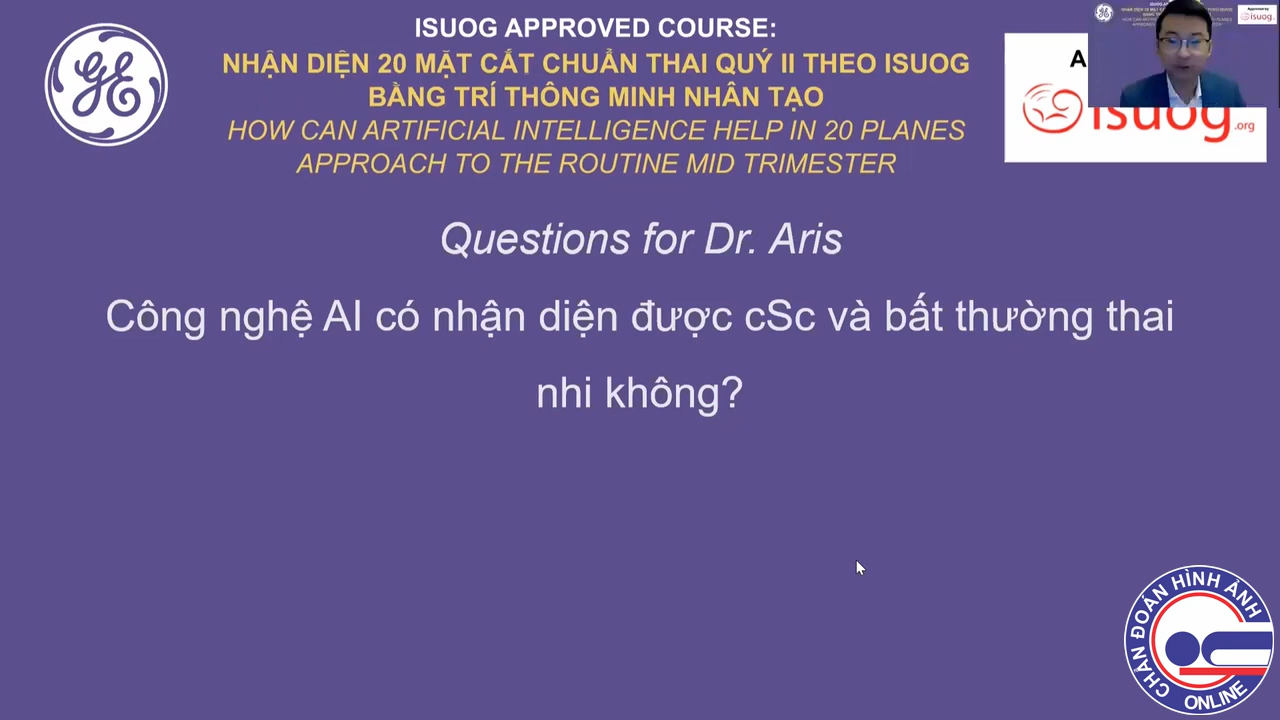 ISUOG APPROVED COURSE:
NHẬN DIỆN 20 MẶT CẮT CHUẨN THAI QUÝ II THEO ISUOG
BẰNG TRÍ THÔNG MINH NHÂN TẠO
HOW CAN ARTIFICIAL INTELLIGENCE HELP IN 20 PLANES
APPROACH TO THE ROUTINE MID TRIMESTER
GE
A
isuog.org
Questions for Dr. Aris
Công nghệ AI có nhận diện được cSc và bất thường thai
nhi không?
CHẨN ĐOÁN HÌNH ẢNH
ONLINE